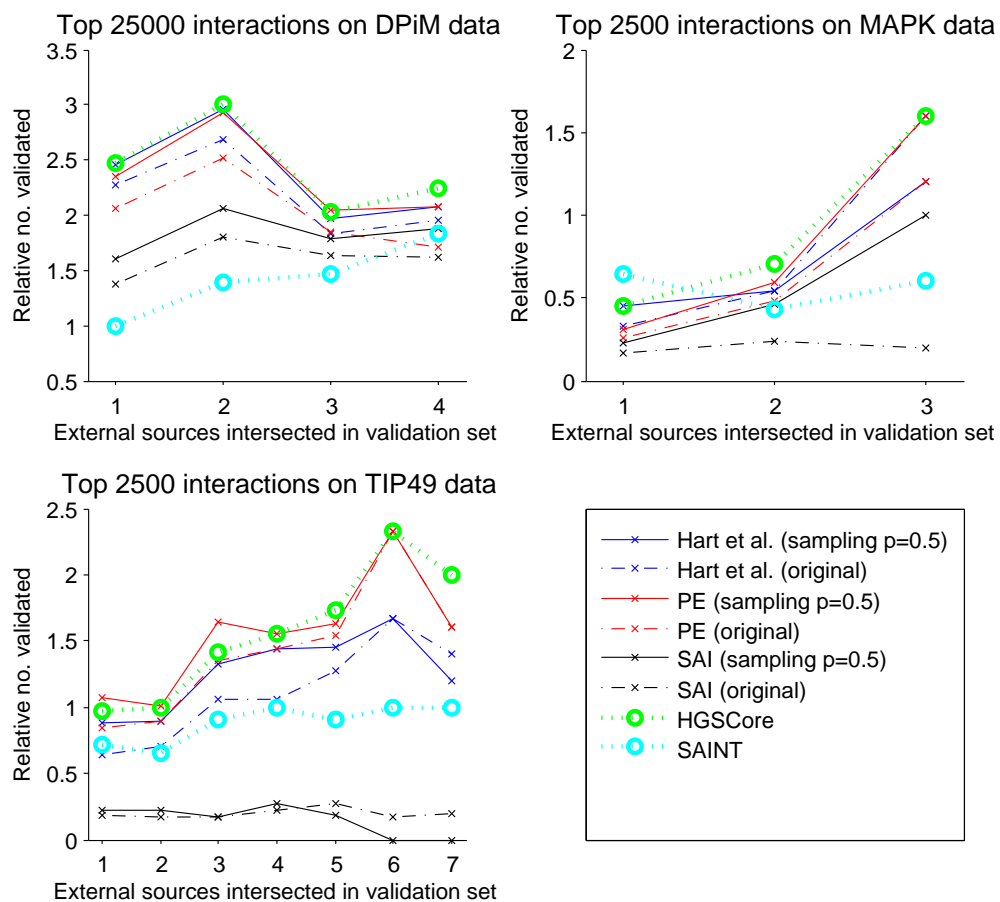 Top 25000 interactions on DPiM data
3.5
3
2.5
2
1.5
1
0.5
Relative no. validated
1 2 3 4
External sources intersected in validation set
Top 2500 interactions on MAPK data
2
1.5
1
0.5
0
Relative no. validated
1 2 3
External sources intersected in validation set
Top 2500 interactions on TIP49 data
2.5
2
1.5
1
0.5
0
Relative no. validated
1 2 3 4 5 6 7
External sources intersected in validation set
Hart et al. (sampling p=0.5)
Hart et al. (original)
PE (sampling p=0.5)
PE (original)
SAI (sampling p=0.5)
SAI (original)
HGSCore
SAINT